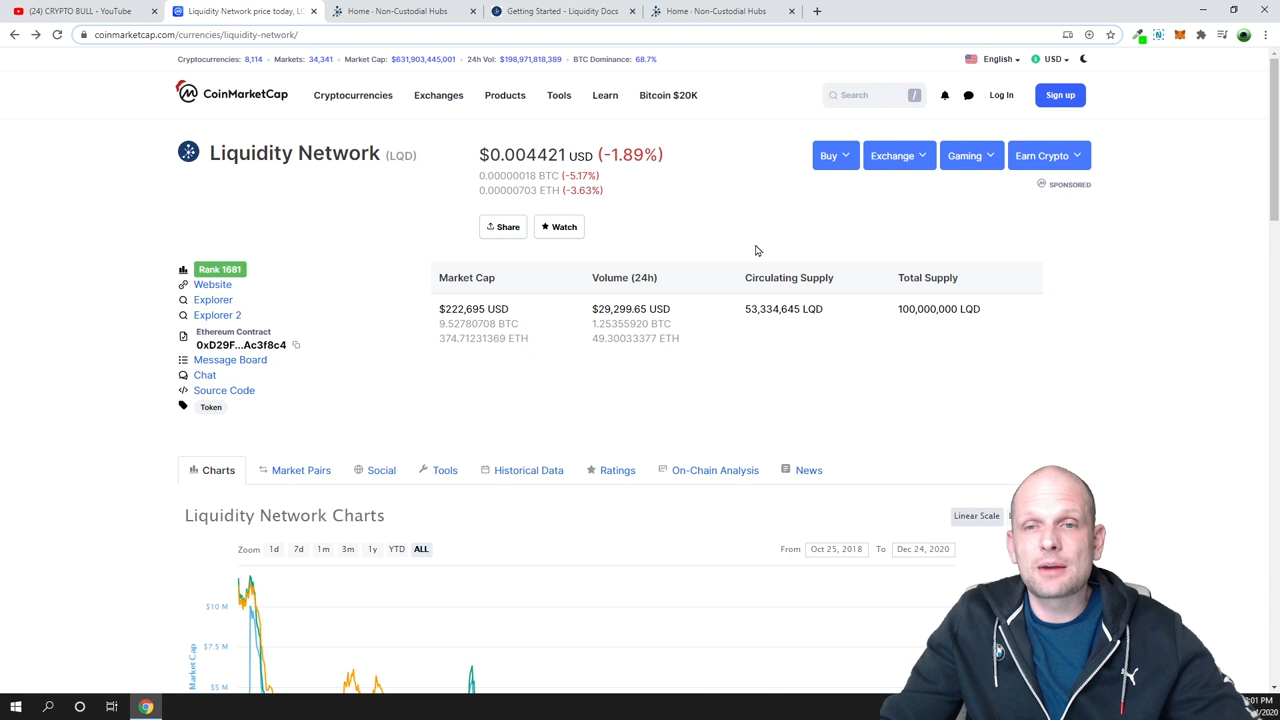 (24) CRYPTO BULL - YouTube
Liquidity Network price today, LQ
Home · Non-Custodial Hubs
Getting Started – Liquidity Docs
Home · Non-Custodial Hubs
coinmarketcap.com/currencies/liquidity-network/
Cryptocurrencies: 8,114 · Markets: 34,341 · Market Cap: $631,903,445,001 · 24h Vol: $198,971,818,389 · BTC Dominance: 68.7%
English
USD
CoinMarketCap
Cryptocurrencies
Exchanges
Products
Tools
Learn
Bitcoin $20K
Search
/
Log In
Sign up
Liquidity Network (LQD)
$0.004421 USD (-1.89%)
0.00000018 BTC (-5.17%)
0.00000703 ETH (-3.63%)
Buy
Exchange
Gaming
Earn Crypto
SPONSORED
Share
Watch
Rank 1681
Website
Explorer
Explorer 2
Ethereum Contract
0xD29F...Ac3f8c4
Message Board
Chat
Source Code
Token
Market Cap
Volume (24h)
Circulating Supply
Total Supply
$222,695 USD
$29,299.65 USD
53,334,645 LQD
100,000,000 LQD
9.52780708 BTC
1.25355920 BTC
374.71231369 ETH
49.30033377 ETH
Charts
Market Pairs
Social
Tools
Historical Data
Ratings
On-Chain Analysis
News
Liquidity Network Charts
Linear Scale
Zoom
1d
7d
1m
3m
1y
YTD
ALL
From
Oct 25, 2018
To
Dec 24, 2020
$10 M
$7.5 M
$5 M
Market Cap